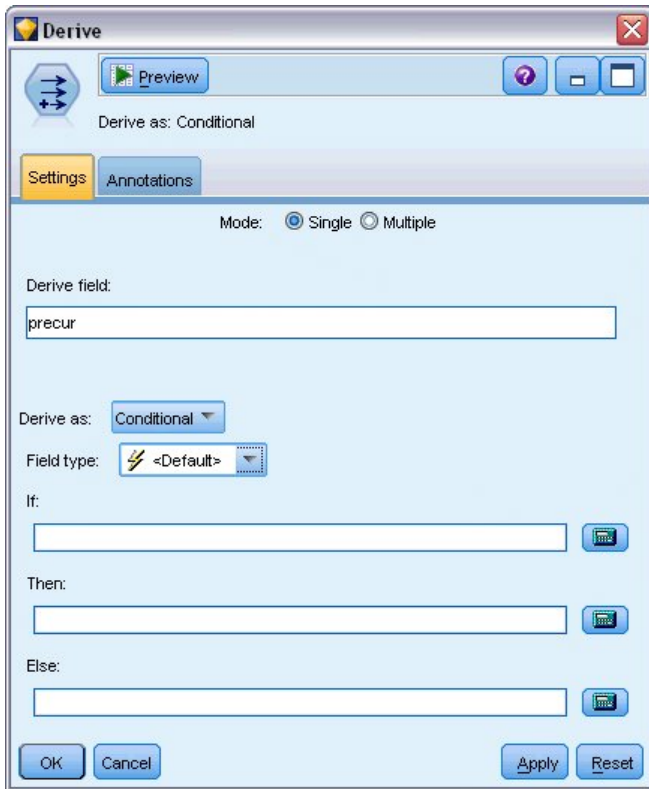 Derive
Preview
?
Derive as: Conditional
Settings Annotations
Mode: Single Multiple
Derive field:
precur
Derive as: Conditional
Field type: <Default>
If:
Then:
Else:
OK Cancel Apply Reset